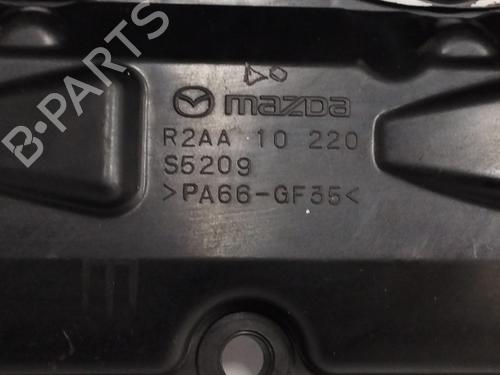 mazda
R2AA 10 220
S5209
>PA66-GF35<
B-PARTS